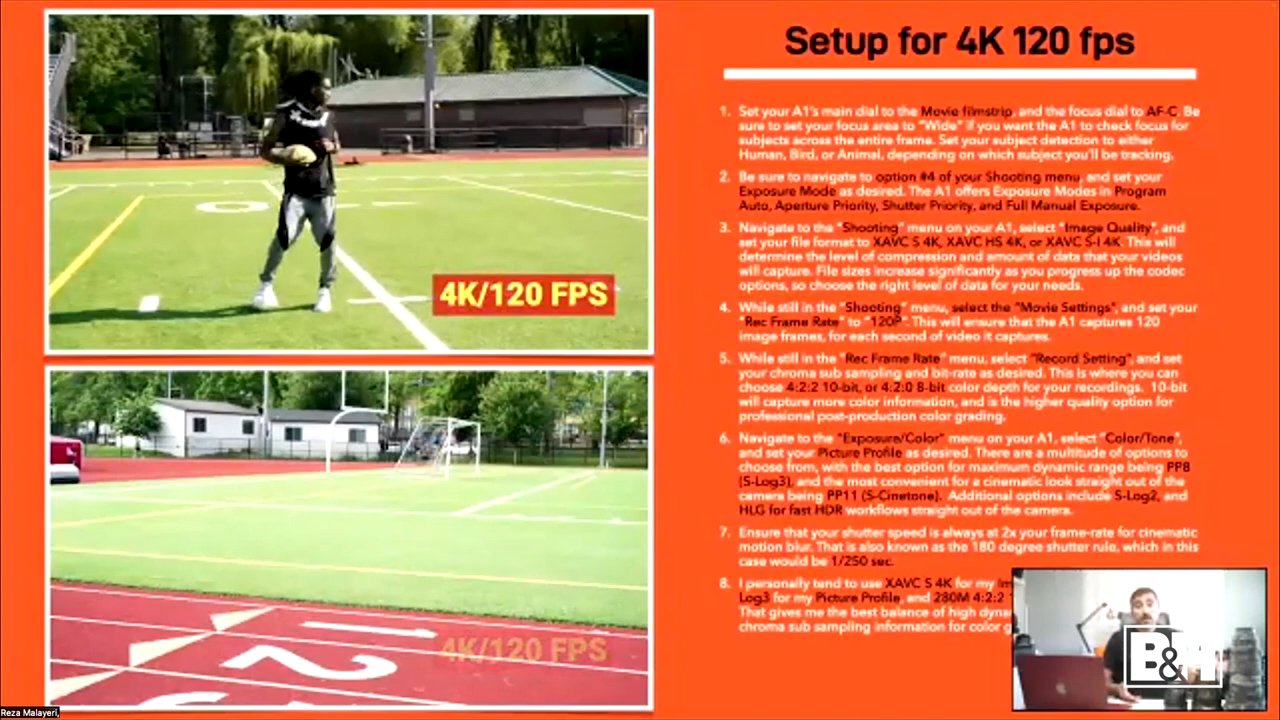 Setup for 4K 120 fps
1. Set your A1's main dial to the Movie filmstrip, and the focus dial to AF-C. Be
sure to set your focus area to "Wide" if you want the A1 to check focus for
subjects across the entire frame. Set your subject detection to either
Human, Bird, or Animal, depending on which subject you'll be tracking.
2. Be sure to navigate to option #4 of your Shooting menu, and set your
Exposure Mode as desired. The A1 offers Exposure Modes in Program
Auto, Aperture Priority, Shutter Priority, and Full Manual Exposure.
3. Navigate to the "Shooting" menu on your A1, select "Image Quality", and
set your file format to XAVC S 4K, XAVC HS 4K, or XAVC S-I 4K. This will
determine the level of compression and amount of data that your videos
will capture. File sizes increase significantly as you progress up the codec
options, so choose the right level of data for your needs.
4. While still in the "Shooting" menu, select the "Movie Settings", and set your
"Rec Frame Rate" to "120P". This will ensure that the A1 captures 120
image frames, for each second of video it captures.
5. While still in the "Rec Frame Rate" menu, select "Record Setting", and set
your chroma sub sampling and bit-rate as desired. This is where you can
choose 4:2:2 10-bit, or 4:2:0 8-bit color depth for your recordings. 10-bit
will capture more color information, and is the higher quality option for
professional post-production color grading.
6. Navigate to the "Exposure/Color" menu on your A1, select "Color/Tone",
and set your Picture Profile as desired. There are a multitude of options to
choose from, with the best option for maximum dynamic range being PP8
(S-Log3), and the most convenient for a cinematic look straight out of the
camera being PP11 (S-Cinetone). Additional options include S-Log2, and
HLG for fast HDR workflows straight out of the camera.
7. Ensure that your shutter speed is always at 2x your frame-rate for cinematic
motion blur. That is also known as the 180 degree shutter rule, which in this
case would be 1/250 sec.
8. I personally tend to use XAVC S 4K for my
Log3 for my Picture Profile, and 280M 4:2:2
That gives me the best balance of high
chroma sub sampling information for color
4K/120 FPS
4K/120 FPS
1
2
B&H
Reza Malayeri,